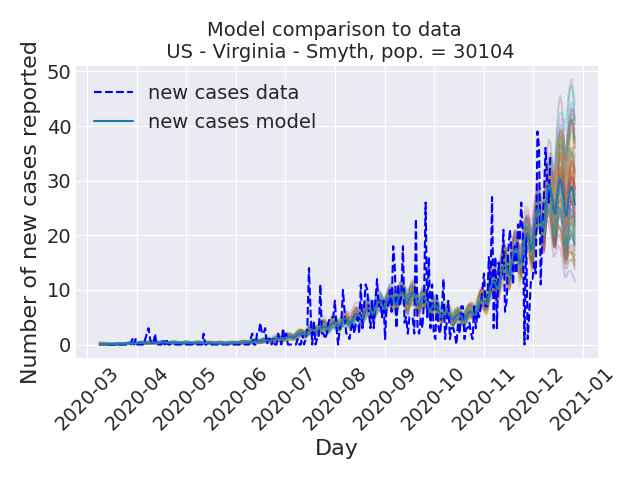 Model comparison to data
US - Virginia - Smyth, pop. = 30104
new cases data
new cases model
Number of new cases reported
50
40
30
20
10
0
2020-03
2020-04
2020-05
2020-06
2020-07
2020-08
2020-09
2020-10
2020-11
2020-12
2021-01
Day